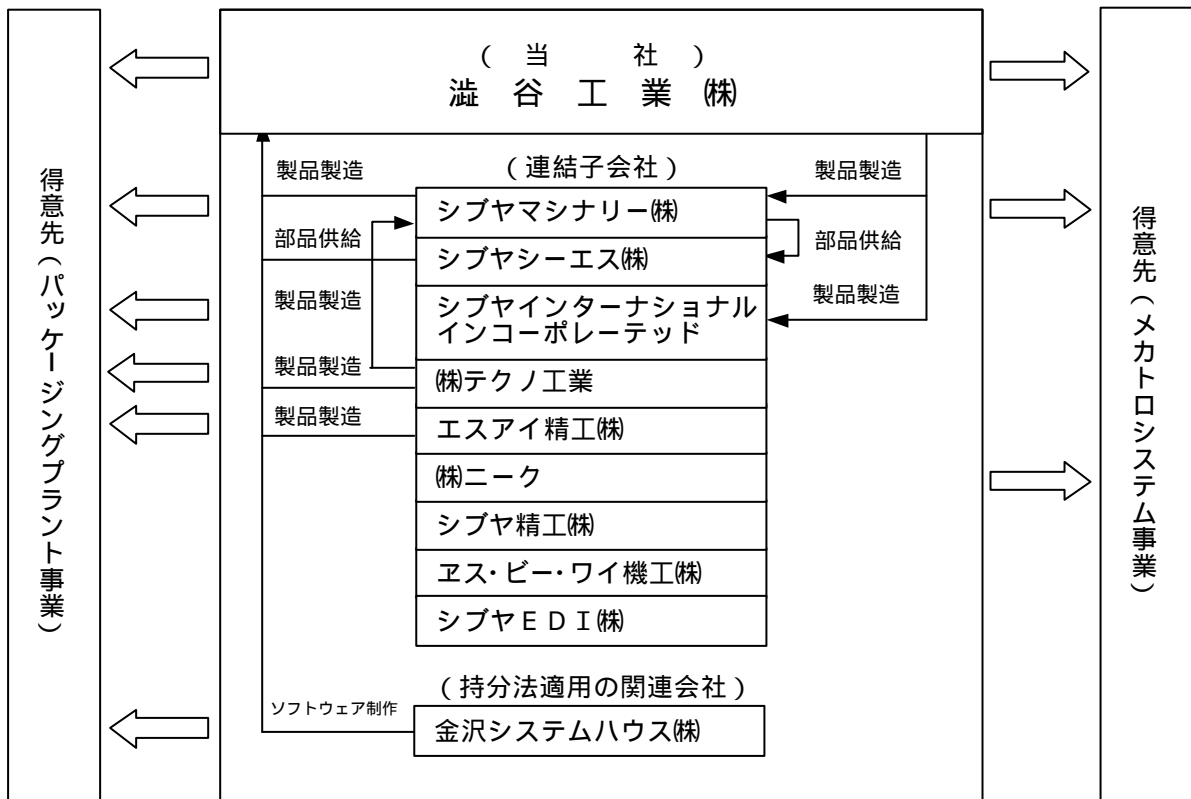 得意先(パッケージングプラント事業)
(当　　社)
澁 谷 工 業 ㈱
製品製造
部品供給
製品製造
製品製造
製品製造
ソフトウェア制作
(連結子会社)
シブヤマシナリー㈱
シブヤシーエス㈱
シブヤインターナショナル
インコーポレーテッド
㈱テクノ工業
エスアイ精工㈱
㈱ニーク
シブヤ精工㈱
ヱス・ビー・ワイ機工㈱
シブヤEDI㈱
(持分法適用の関連会社)
金沢システムハウス㈱
製品製造
部品供給
製品製造
得意先(メカトロシステム事業)